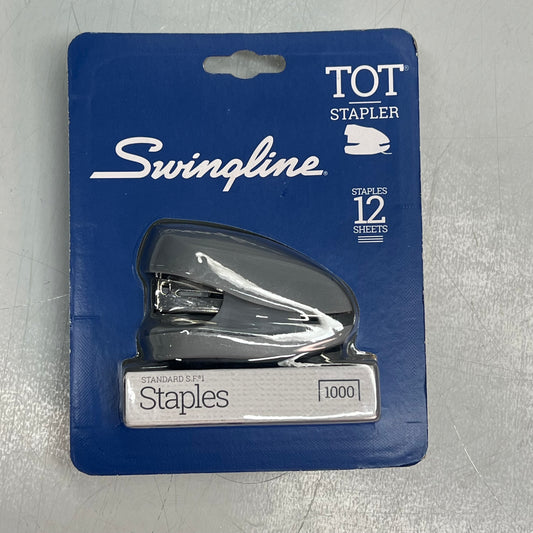 TOT®
STAPLER
Swingline®
STAPLES
12
SHEETS
STANDARD S.F.®1
Staples
1000